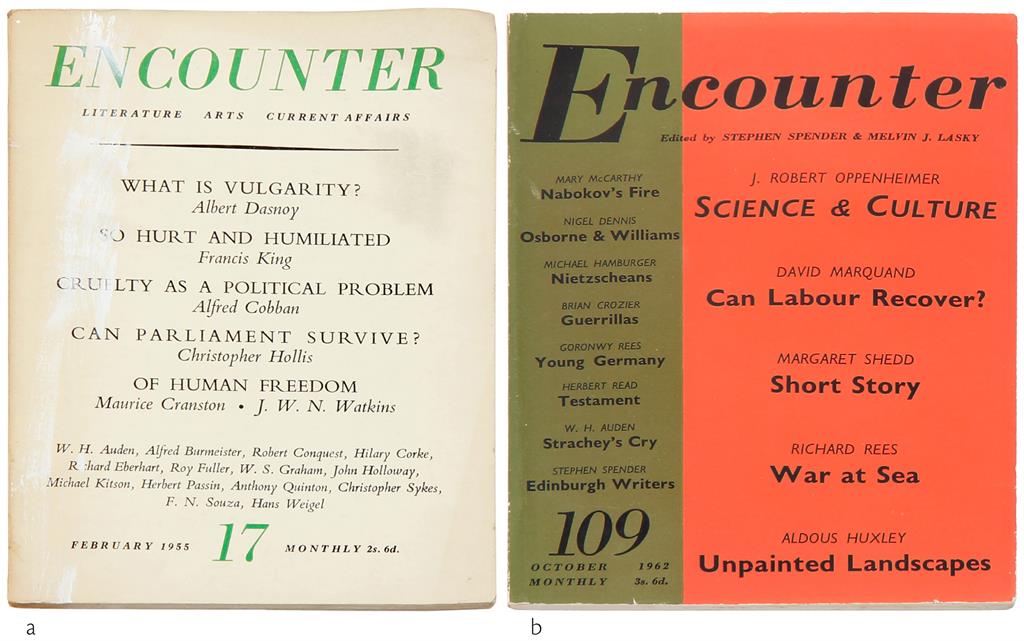 ENCOUNTER
LITERATURE ARTS CURRENT AFFAIRS
WHAT IS VULGARITY?
Albert Dasnoy
SO HURT AND HUMILIATED
Francis King
CRUELTY AS A POLITICAL PROBLEM
Alfred Cobban
CAN PARLIAMENT SURVIVE?
Christopher Hollis
OF HUMAN FREEDOM
Maurice Cranston • J. W. N. Watkins
W. H. Auden, Alfred Burmeister, Robert Conquest, Hilary Corke,
Richard Eberhart, Roy Fuller, W. S. Graham, John Holloway,
Michael Kitson, Herbert Passin, Anthony Quinton, Christopher Sykes,
F. N. Souza, Hans Weigel
FEBRUARY 1955 17 MONTHLY 2s. 6d.
a
Encounter
Edited by STEPHEN SPENDER & MELVIN J. LASKY
MARY McCARTHY
Nabokov's Fire
NIGEL DENNIS
Osborne & Williams
MICHAEL HAMBURGER
Nietzscheans
BRIAN CROZIER
Guerrillas
GORONWY REES
Young Germany
HERBERT READ
Testament
W. H. AUDEN
Strachey's Cry
STEPHEN SPENDER
Edinburgh Writers
109
OCTOBER 1962
MONTHLY 3s. 6d.
J. ROBERT OPPENHEIMER
SCIENCE & CULTURE
DAVID MARQUAND
Can Labour Recover?
MARGARET SHEDD
Short Story
RICHARD REES
War at Sea
ALDOUS HUXLEY
Unpainted Landscapes
b